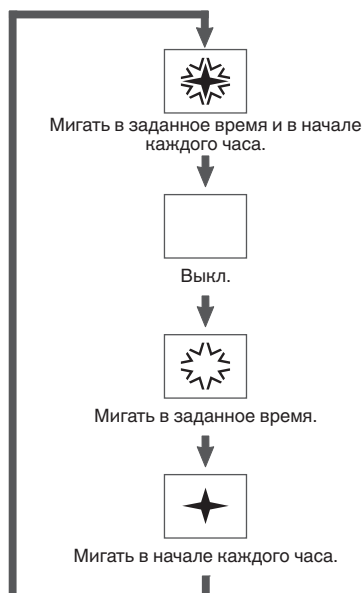 Мигать в заданное время и в начале
каждого часа.
Выкл.
Мигать в заданное время.
Мигать в начале каждого часа.